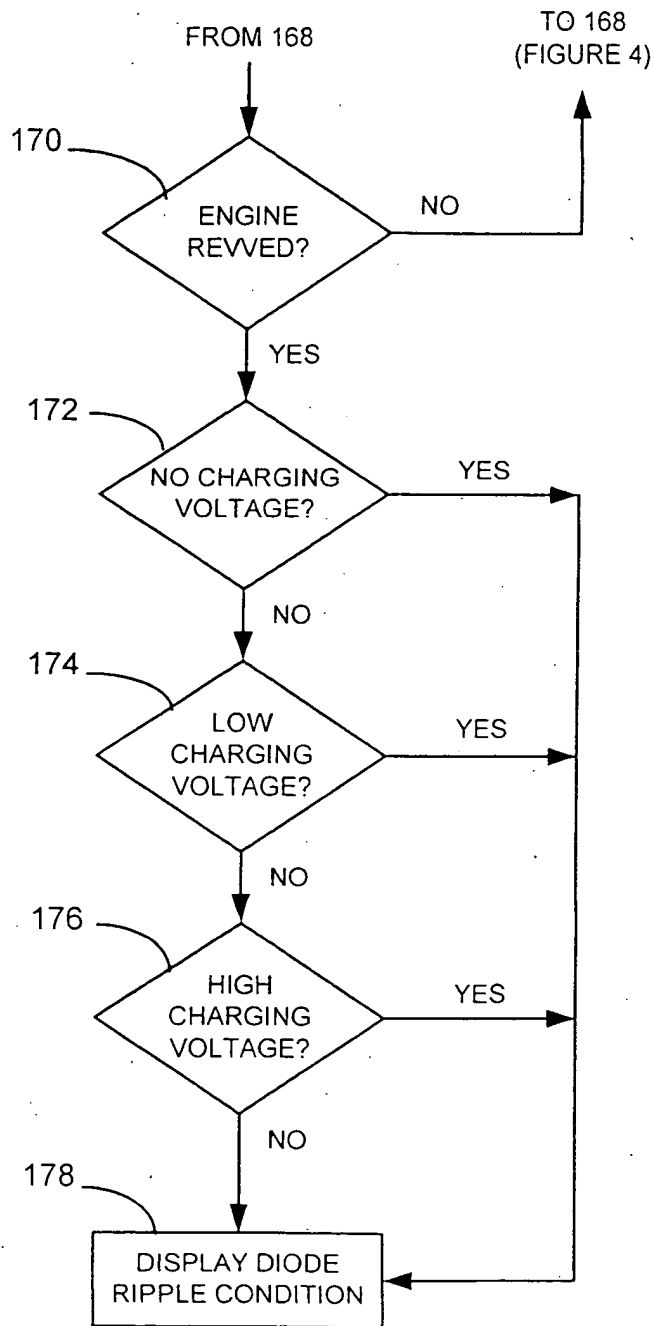 FROM 168
TO 168
(FIGURE 4)
170
ENGINE
REVVED?
NO
YES
172
NO CHARGING
VOLTAGE?
YES
NO
174
LOW
CHARGING
VOLTAGE?
YES
NO
176
HIGH
CHARGING
VOLTAGE?
YES
NO
178
DISPLAY DIODE
RIPPLE CONDITION